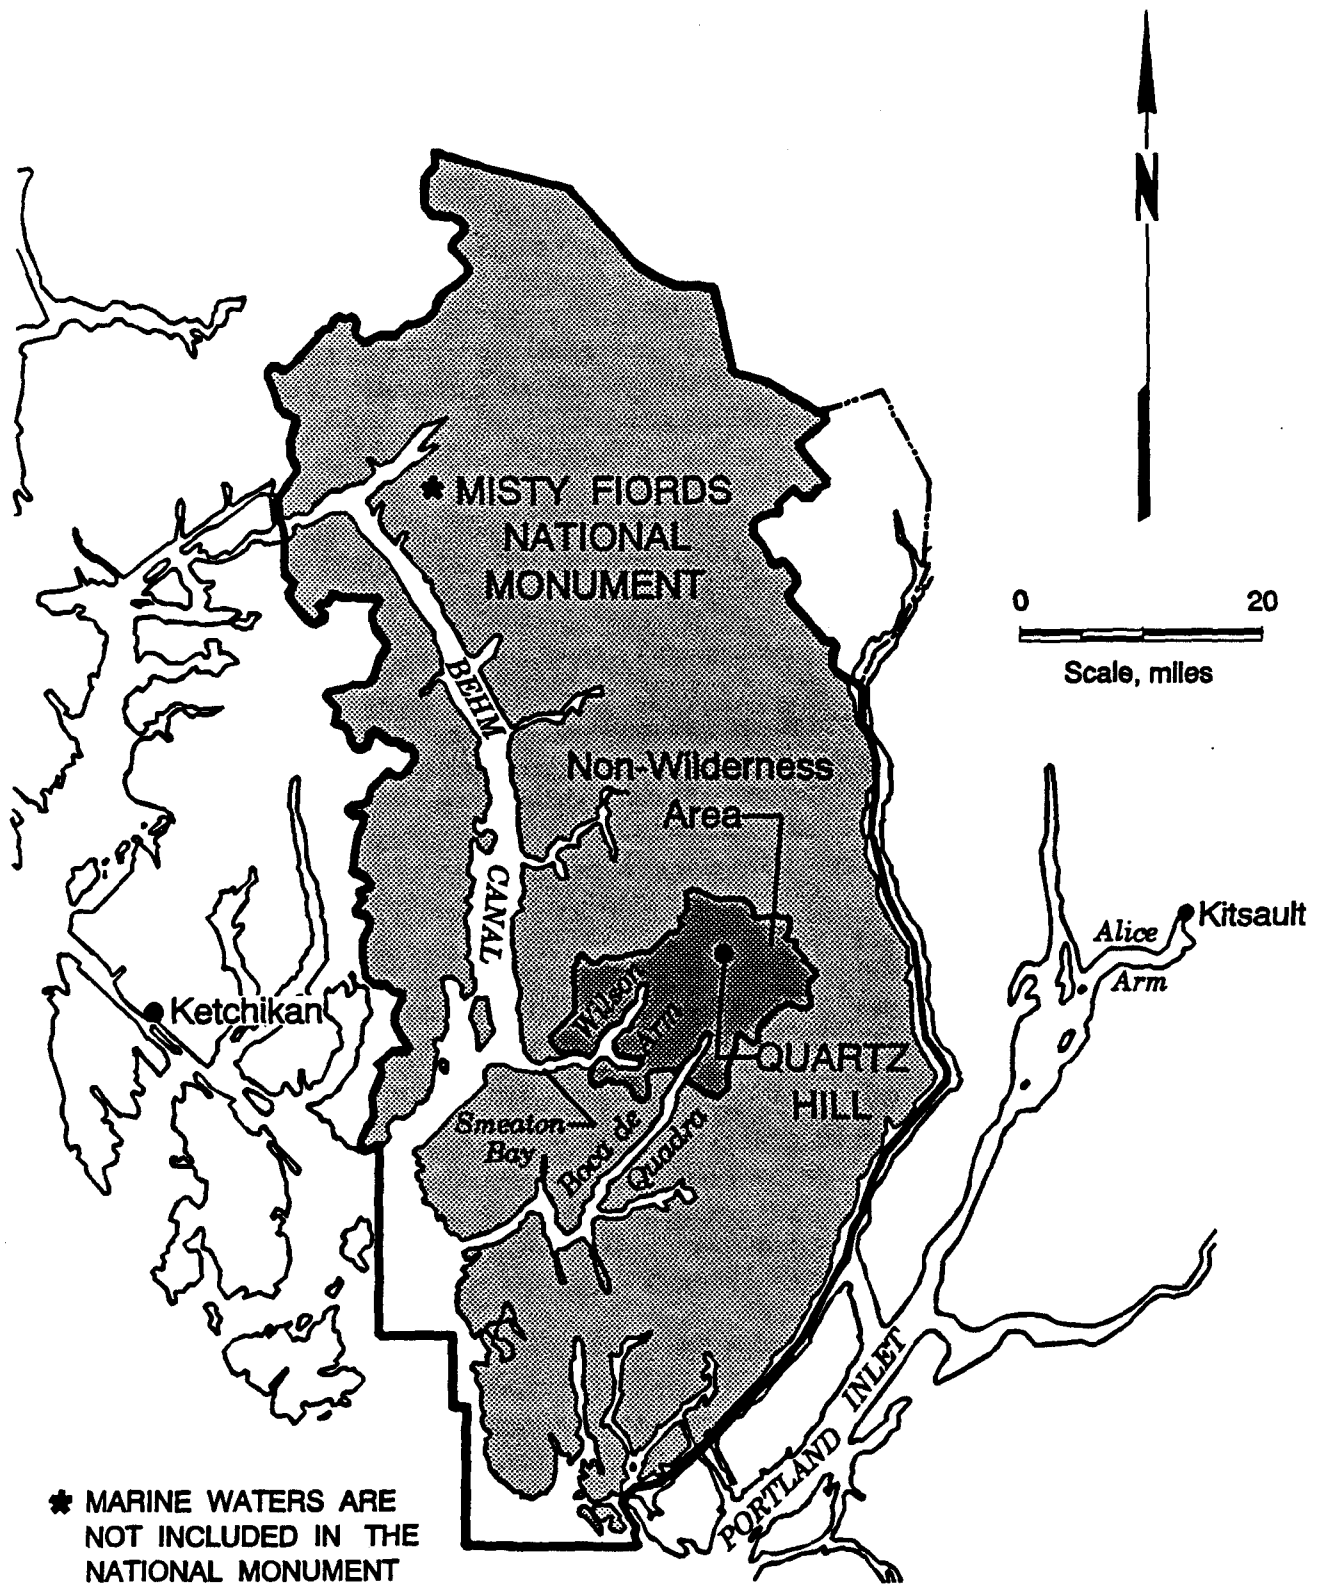 N
* MISTY FIORDS
NATIONAL
MONUMENT
0 20
Scale, miles
BEHM
CANAL
Non-Wilderness
Area
Kitsault
Alice
Arm
Ketchikan
Wilson
Arm
QUARTZ
HILL
Smeaton
Bay
Boca de
Quadra
PORTLAND INLET
* MARINE WATERS ARE
NOT INCLUDED IN THE
NATIONAL MONUMENT